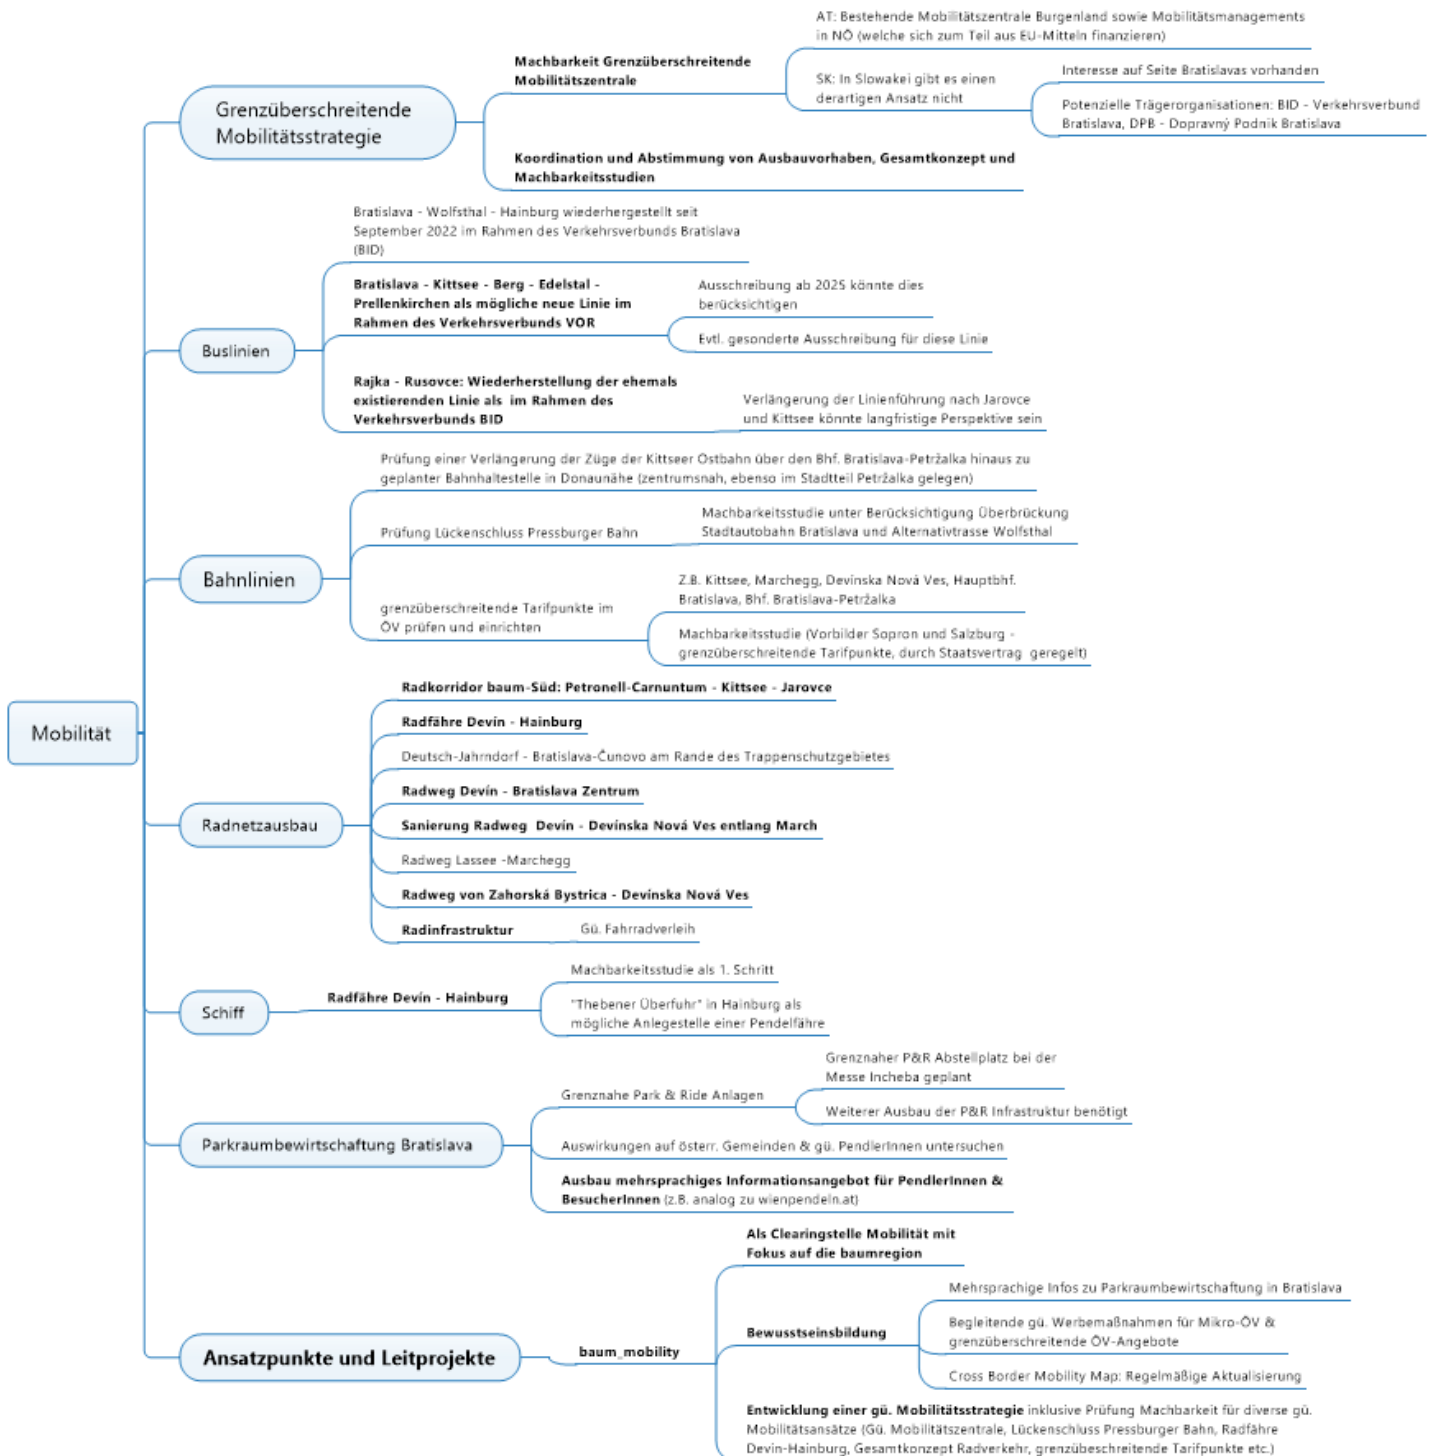 Mobilität
Grenzüberschreitende
Mobilitätsstrategie
Machbarkeit Grenzüberschreitende
Mobilitätszentrale
AT: Bestehende Mobilitätszentrale Burgenland sowie Mobilitätsmanagements
in NÖ (welche sich zum Teil aus EU-Mitteln finanzieren)
SK: In Slowakei gibt es einen
derartigen Ansatz nicht
Interesse auf Seite Bratislavas vorhanden
Potenzielle Trägerorganisationen: BID - Verkehrsverbund
Bratislava, DPB - Dopravný Podnik Bratislava
Koordination und Abstimmung von Ausbauvorhaben, Gesamtkonzept und
Machbarkeitsstudien
Buslinien
Bratislava - Wolfsthal - Hainburg wiederhergestellt seit
September 2022 im Rahmen des Verkehrsverbunds Bratislava
(BID)
Bratislava - Kittsee - Berg - Edelstal -
Prellenkirchen als mögliche neue Linie im
Rahmen des Verkehrsverbunds VOR
Ausschreibung ab 2025 könnte dies
berücksichtigen
Evtl. gesonderte Ausschreibung für diese Linie
Rajka - Rusovce: Wiederherstellung der ehemals
existierenden Linie als  im Rahmen des
Verkehrsverbunds BID
Verlängerung der Linienführung nach Jarovce
und Kittsee könnte langfristige Perspektive sein
Bahnlinien
Prüfung einer Verlängerung der Züge der Kittseer Ostbahn über den Bhf. Bratislava-Petržalka hinaus zu
geplanter Bahnhaltestelle in Donaunähe (zentrumsnah, ebenso im Stadtteil Petržalka gelegen)
Prüfung Lückenschluss Pressburger Bahn
Machbarkeitsstudie unter Berücksichtigung Überbrückung
Stadtautobahn Bratislava und Alternativtrasse Wolfsthal
grenzüberschreitende Tarifpunkte im
ÖV prüfen und einrichten
Z.B. Kittsee, Marchegg, Devínska Nová Ves, Hauptbhf.
Bratislava, Bhf. Bratislava-Petržalka
Machbarkeitsstudie (Vorbilder Sopron und Salzburg -
grenzüberschreitende Tarifpunkte, durch Staatsvertrag  geregelt)
Radnetzausbau
Radkorridor baum-Süd: Petronell-Carnuntum - Kittsee - Jarovce
Radfähre Devín - Hainburg
Deutsch-Jahrndorf - Bratislava-Čunovo am Rande des Trappenschutzgebietes
Radweg Devín - Bratislava Zentrum
Sanierung Radweg  Devín - Devínska Nová Ves entlang March
Radweg Lassee -Marchegg
Radweg von Zahorská Bystrica - Devínska Nová Ves
Radinfrastruktur
Gü. Fahrradverleih
Schiff
Radfähre Devín - Hainburg
Machbarkeitsstudie als 1. Schritt
"Thebener Überfuhr" in Hainburg als
mögliche Anlegestelle einer Pendelfähre
Parkraumbewirtschaftung Bratislava
Grenznahe Park & Ride Anlagen
Grenznaher P&R Abstellplatz bei der
Messe Incheba geplant
Weiterer Ausbau der P&R Infrastruktur benötigt
Auswirkungen auf österr. Gemeinden & gü. PendlerInnen untersuchen
Ausbau mehrsprachiges Informationsangebot für PendlerInnen &
BesucherInnen (z.B. analog zu wienpendeln.at)
Ansatzpunkte und Leitprojekte
baum_mobility
Als Clearingstelle Mobilität mit
Fokus auf die baumregion
Bewusstseinsbildung
Mehrsprachige Infos zu Parkraumbewirtschaftung in Bratislava
Begleitende gü. Werbemaßnahmen für Mikro-ÖV &
grenzüberschreitende ÖV-Angebote
Cross Border Mobility Map: Regelmäßige Aktualisierung
Entwicklung einer gü. Mobilitätsstrategie inklusive Prüfung Machbarkeit für diverse gü.
Mobilitätsansätze (Gü. Mobilitätszentrale, Lückenschluss Pressburger Bahn, Radfähre
Devin-Hainburg, Gesamtkonzept Radverkehr, grenzübeschreitende Tarifpunkte etc.)